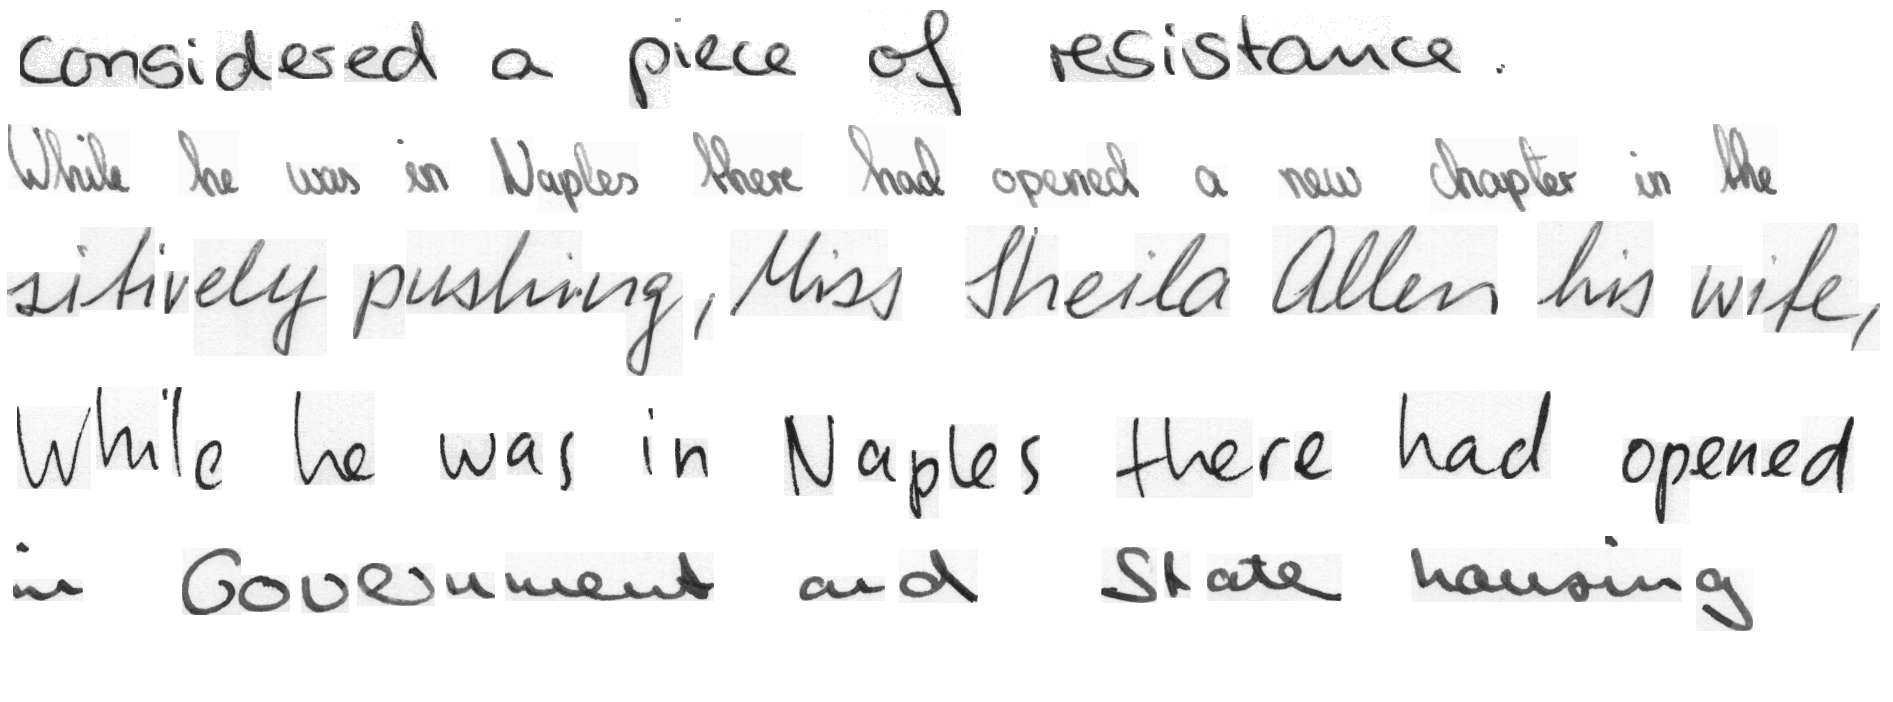 considered a piece of resistance.
While he was in Naples there had opened a new chapter in the
sitively pushing, Miss Sheila Allen his wife,
While he was in Naples there had opened
in Government and State housing